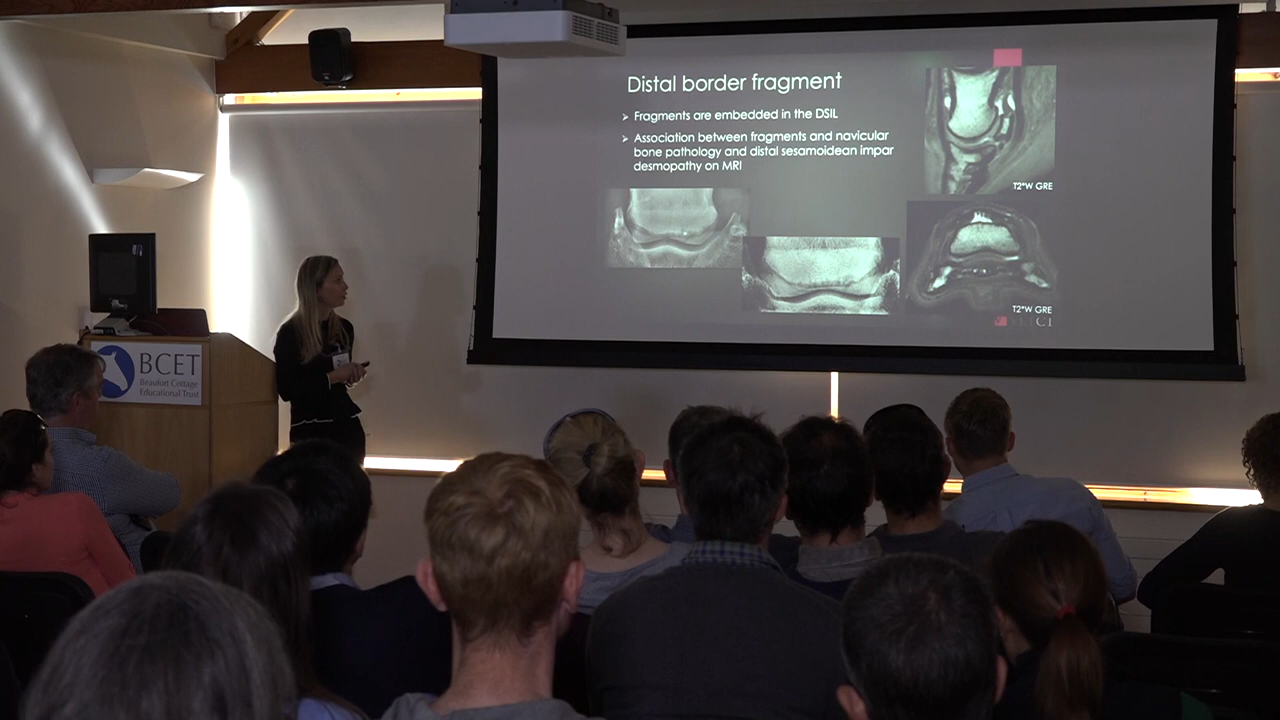 Distal border fragment
Fragments are embedded in the DSIL
Association between fragments and navicular
bone pathology and distal sesamoidean impar
desmopathy on MRI
T2*W GRE
T2*W GRE
BCET
Beaufort Cottage
Educational Trust